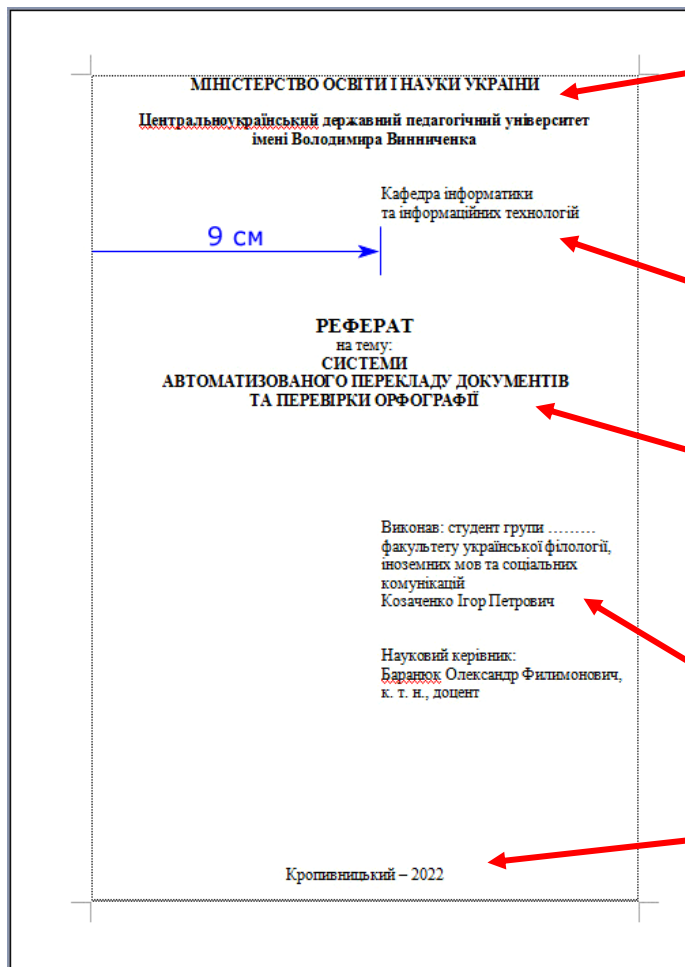 МІНІСТЕРСТВО ОСВІТИ І НАУКИ УКРАЇНИ
Центральноукраїнський державний педагогічний університет
імені Володимира Винниченка
Кафедра інформатики
та інформаційних технологій
9 см
РЕФЕРАТ
на тему:
СИСТЕМИ
АВТОМАТИЗОВАНОГО ПЕРЕКЛАДУ ДОКУМЕНТІВ
ТА ПЕРЕВІРКИ ОРФОГРАФІЇ
Виконав: студент групи ………
факультету української філології,
іноземних мов та соціальних
комунікацій
Козаченко Ігор Петрович
Науковий керівник:
Баранюк Олександр Филимонович,
к. т. н., доцент
Кропивницький – 2022